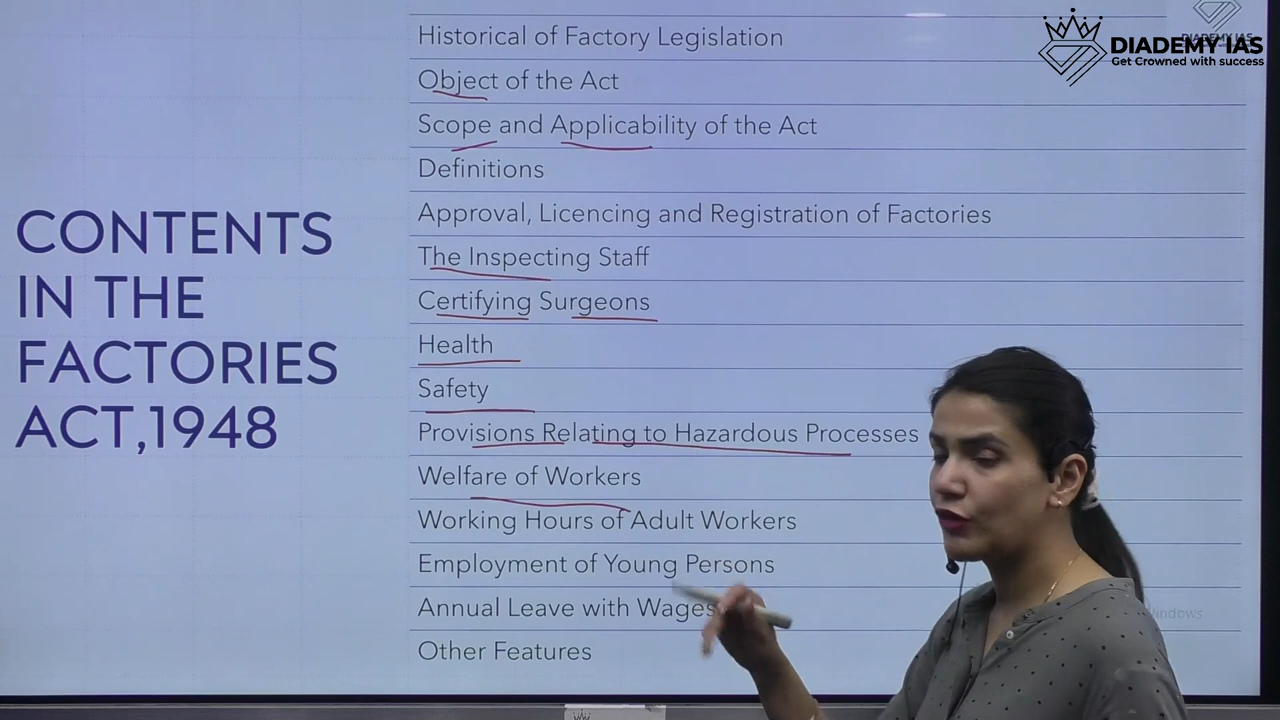 CONTENTS
IN THE
FACTORIES
ACT,1948
Historical of Factory Legislation
Object of the Act
Scope and Applicability of the Act
Definitions
Approval, Licencing and Registration of Factories
The Inspecting Staff
Certifying Surgeons
Health
Safety
Provisions Relating to Hazardous Processes
Welfare of Workers
Working Hours of Adult Workers
Employment of Young Persons
Annual Leave with Wages
Other Features
DIADEMY IAS
Get Crowned with success
DIADEMY IAS
Windows